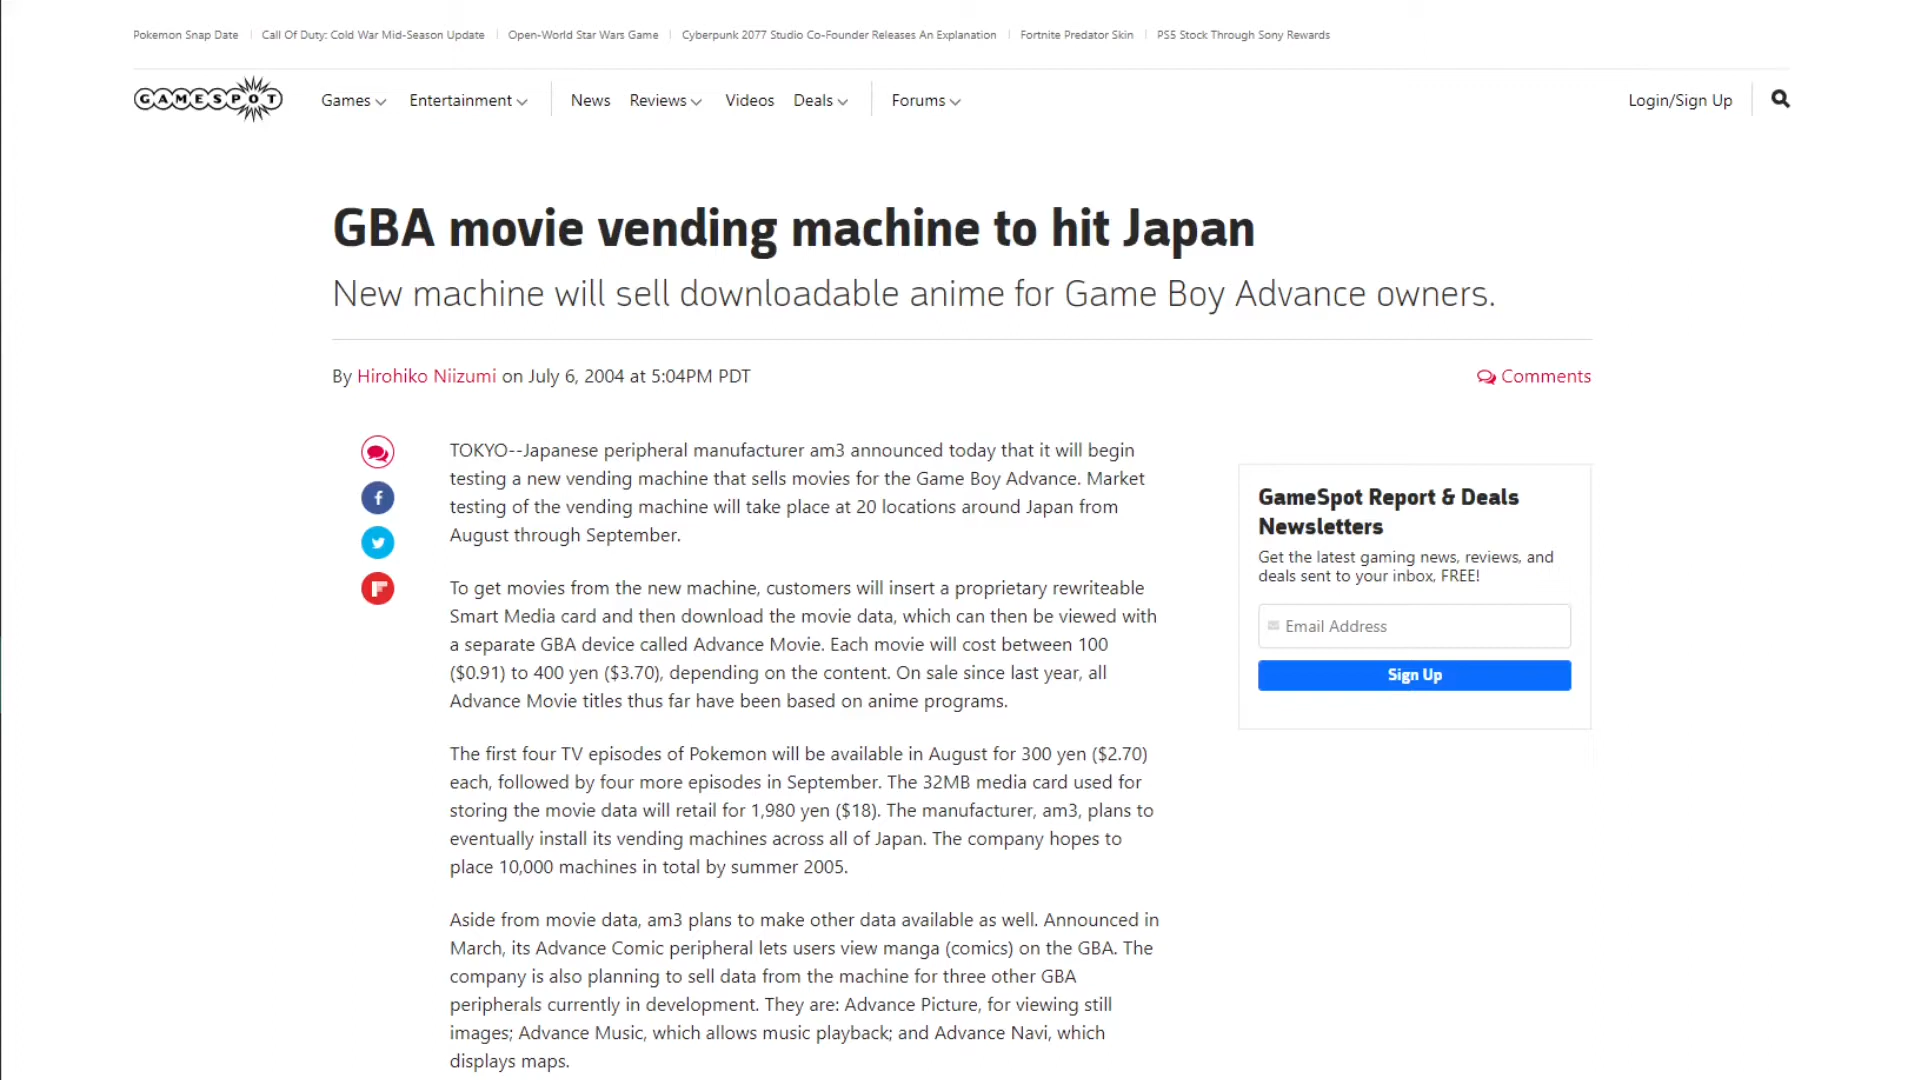 Pokemon Snap Date
Call Of Duty: Cold War Mid-Season Update
Open-World Star Wars Game
Cyberpunk 2077 Studio Co-Founder Releases An Explanation
Fortnite Predator Skin
PS5 Stock Through Sony Rewards
GAMESPOT
Games
Entertainment
News
Reviews
Videos
Deals
Forums
Login/Sign Up
GBA movie vending machine to hit Japan
New machine will sell downloadable anime for Game Boy Advance owners.
By Hirohiko Niizumi on July 6, 2004 at 5:04PM PDT
Comments
TOKYO--Japanese peripheral manufacturer am3 announced today that it will begin
testing a new vending machine that sells movies for the Game Boy Advance. Market
testing of the vending machine will take place at 20 locations around Japan from
August through September.
To get movies from the new machine, customers will insert a proprietary rewriteable
Smart Media card and then download the movie data, which can then be viewed with
a separate GBA device called Advance Movie. Each movie will cost between 100
($0.91) to 400 yen ($3.70), depending on the content. On sale since last year, all
Advance Movie titles thus far have been based on anime programs.
The first four TV episodes of Pokemon will be available in August for 300 yen ($2.70)
each, followed by four more episodes in September. The 32MB media card used for
storing the movie data will retail for 1,980 yen ($18). The manufacturer, am3, plans to
eventually install its vending machines across all of Japan. The company hopes to
place 10,000 machines in total by summer 2005.
Aside from movie data, am3 plans to make other data available as well. Announced in
March, its Advance Comic peripheral lets users view manga (comics) on the GBA. The
company is also planning to sell data from the machine for three other GBA
peripherals currently in development. They are: Advance Picture, for viewing still
images; Advance Music, which allows music playback; and Advance Navi, which
displays maps.
GameSpot Report & Deals
Newsletters
Get the latest gaming news, reviews, and
deals sent to your inbox, FREE!
Email Address
Sign Up